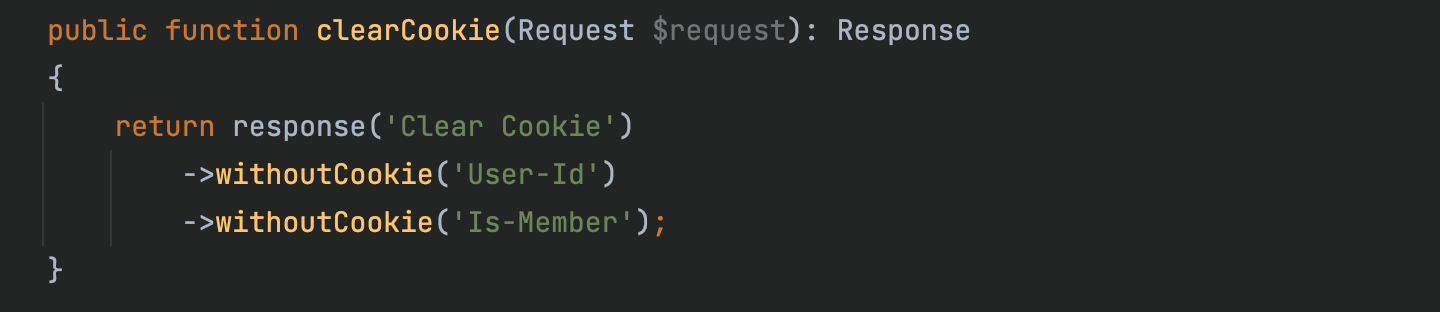 public function clearCookie(Request $request): Response
{
    return response('Clear Cookie')
        ->withoutCookie('User-Id')
        ->withoutCookie('Is-Member');
}